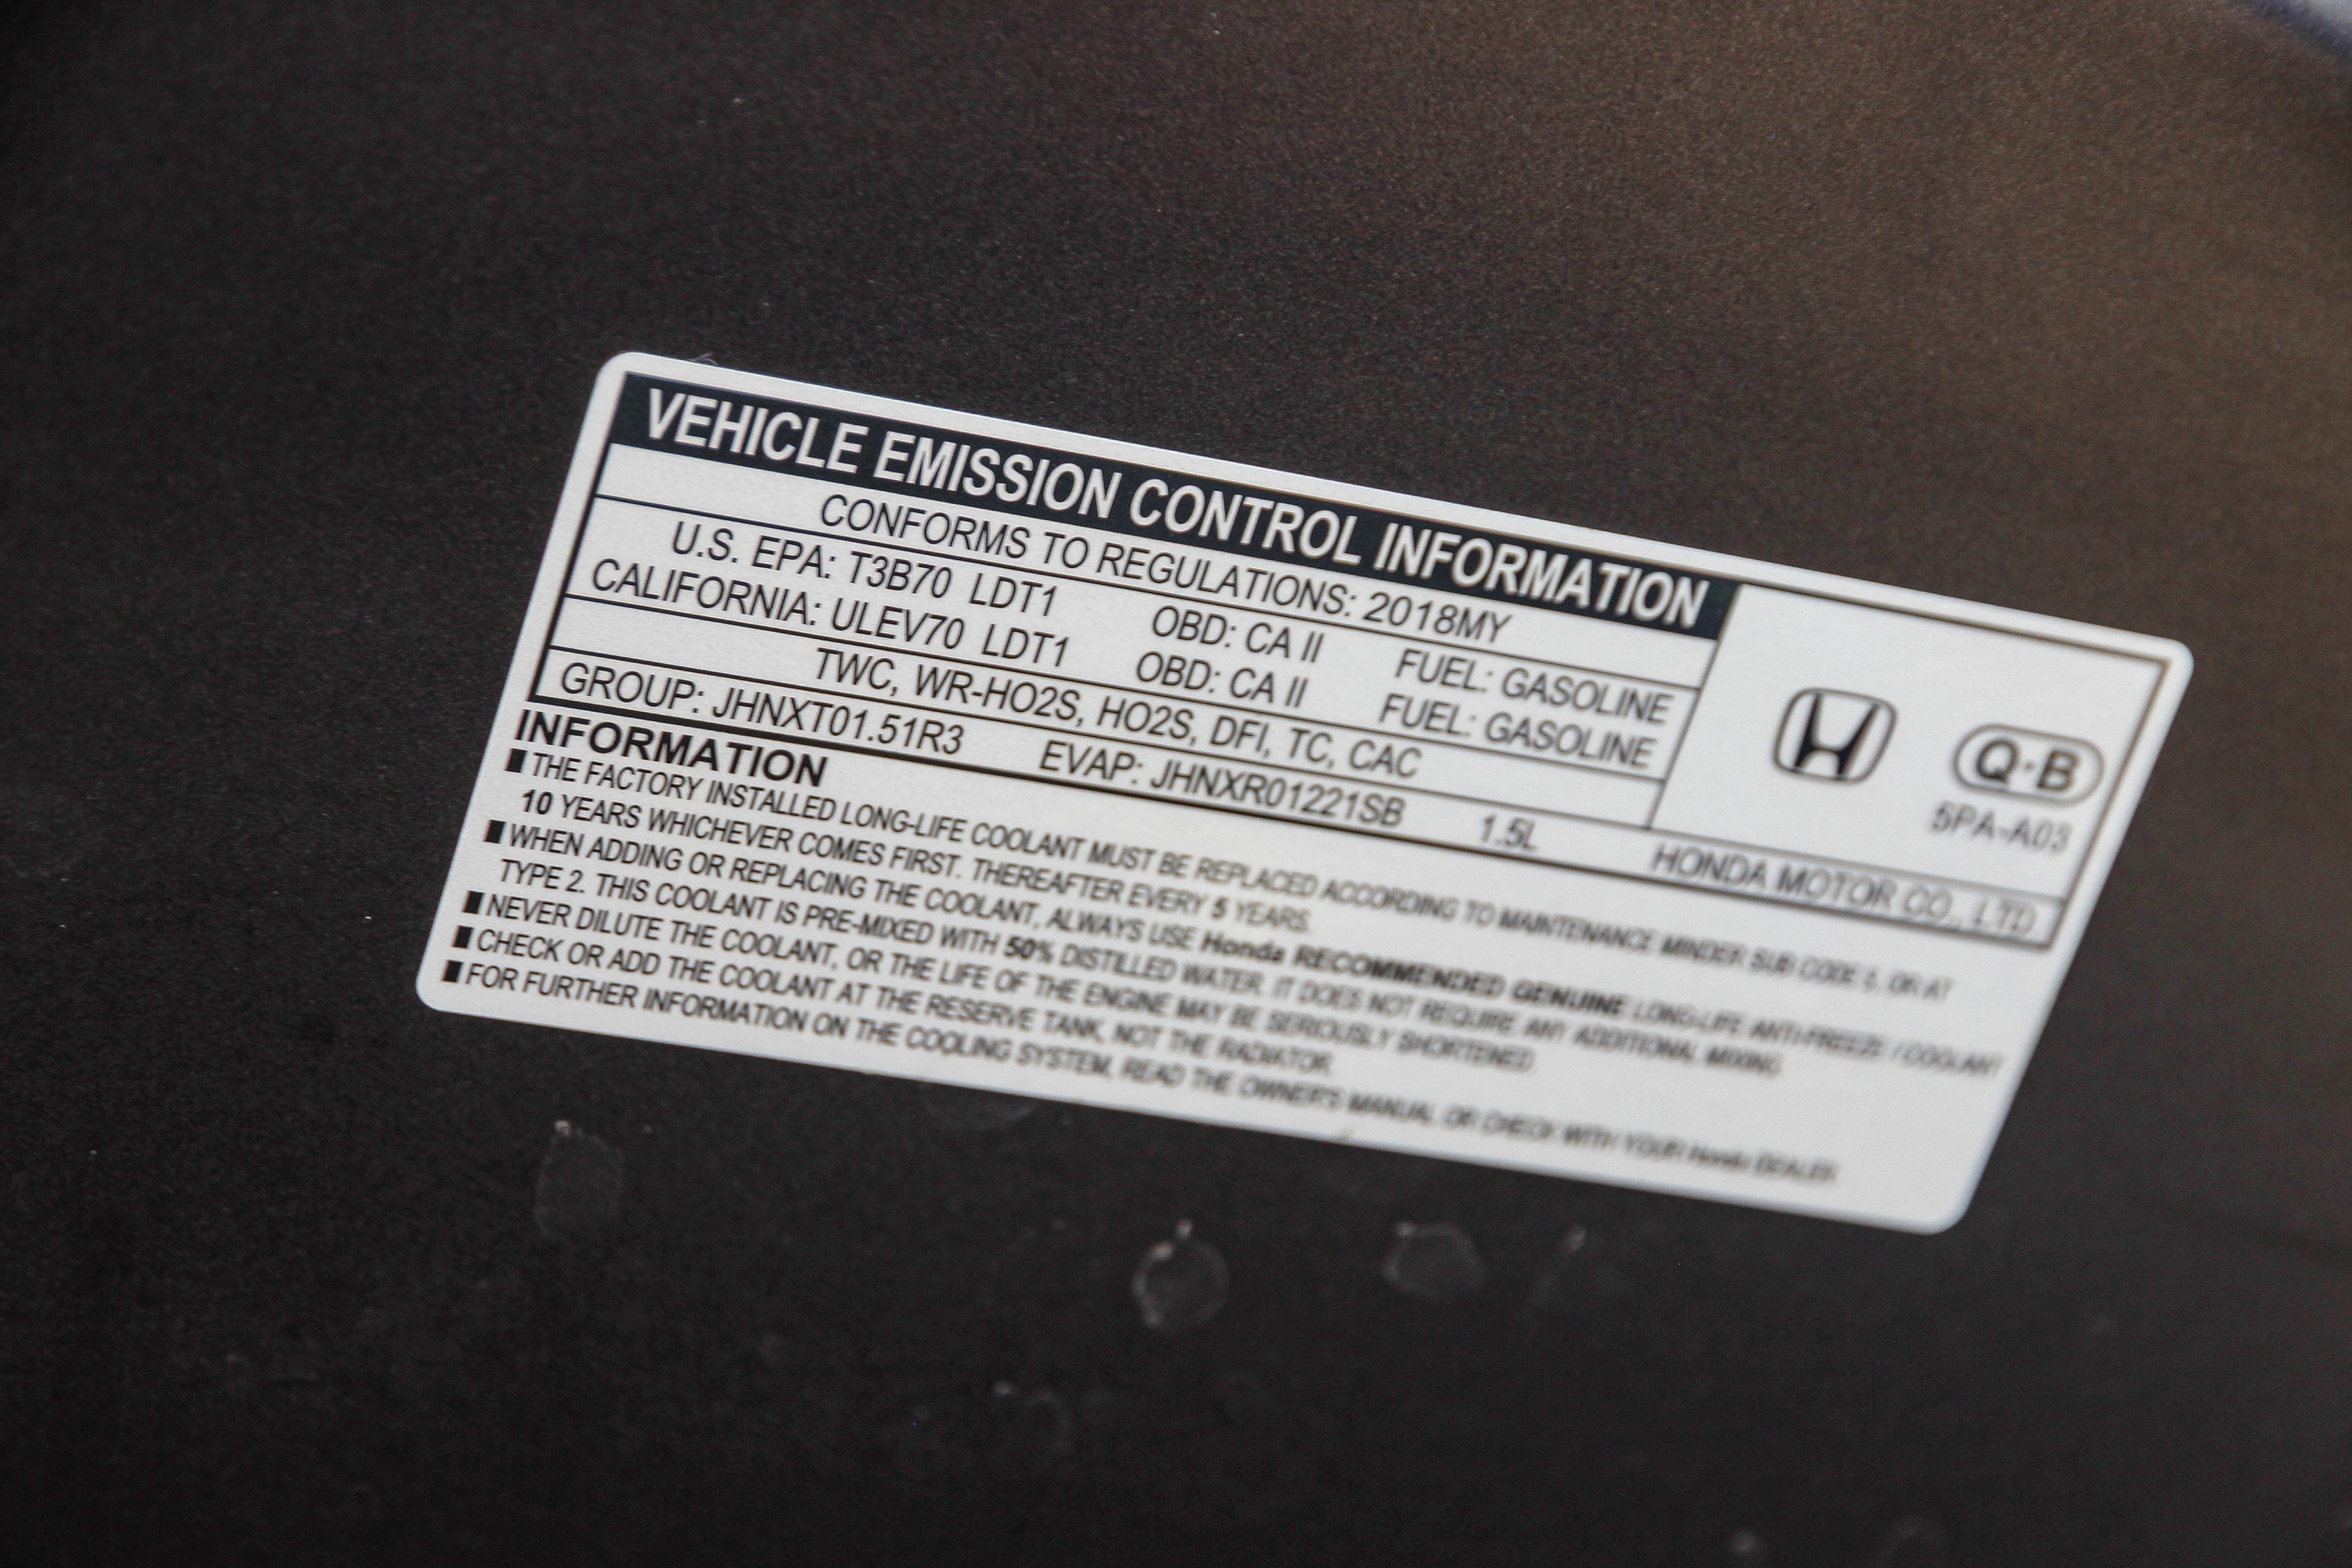 VEHICLE EMISSION CONTROL INFORMATION
CONFORMS TO REGULATIONS: 2018MY
U.S. EPA: T3B70 LDT1 OBD: CA II FUEL: GASOLINE
CALIFORNIA: ULEV70 LDT1 OBD: CA II FUEL: GASOLINE
TWC, WR-HO2S, HO2S, DFI, TC, CAC
Q·B
5PA-A03
GROUP: JHNXT01.51R3 EVAP: JHNXR01221SB 1.5L HONDA MOTOR CO., LTD.
INFORMATION
■ THE FACTORY INSTALLED LONG-LIFE COOLANT MUST BE REPLACED ACCORDING TO MAINTENANCE MINDER SUB CODE 5, OR AT
10 YEARS WHICHEVER COMES FIRST. THEREAFTER EVERY 5 YEARS.
■ WHEN ADDING OR REPLACING THE COOLANT, ALWAYS USE Honda RECOMMENDED GENUINE LONG-LIFE ANTI-FREEZE / COOLANT
TYPE 2. THIS COOLANT IS PRE-MIXED WITH 50% DISTILLED WATER. IT DOES NOT REQUIRE ANY ADDITIONAL MIXING.
■ NEVER DILUTE THE COOLANT, OR THE LIFE OF THE ENGINE MAY BE SERIOUSLY SHORTENED.
■ CHECK OR ADD THE COOLANT AT THE RESERVE TANK, NOT THE RADIATOR.
■ FOR FURTHER INFORMATION ON THE COOLING SYSTEM, READ THE OWNER'S MANUAL OR CHECK WITH YOUR Honda DEALER.